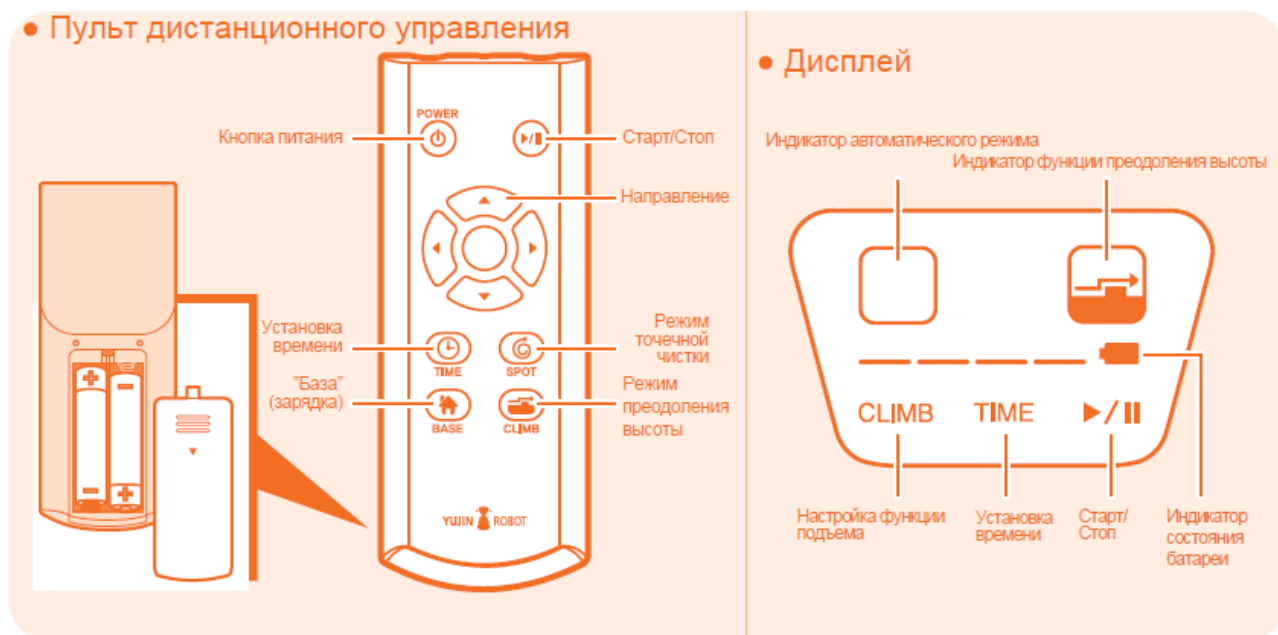 ● Пульт дистанционного управления
POWER
Кнопка питания
Старт/Стоп
Направление
Установка
времени
Режим
точечной
чистки
TIME
SPOT
"База"
(зарядка)
Режим
преодоления
высоты
BASE
CLIMB
YUJIN ROBOT
● Дисплей
Индикатор автоматического режима
Индикатор функции преодоления высоты
CLIMB TIME ▶/II
Настройка функции
подъема
Установка
времени
Старт/
Стоп
Индикатор
состояния
батареи